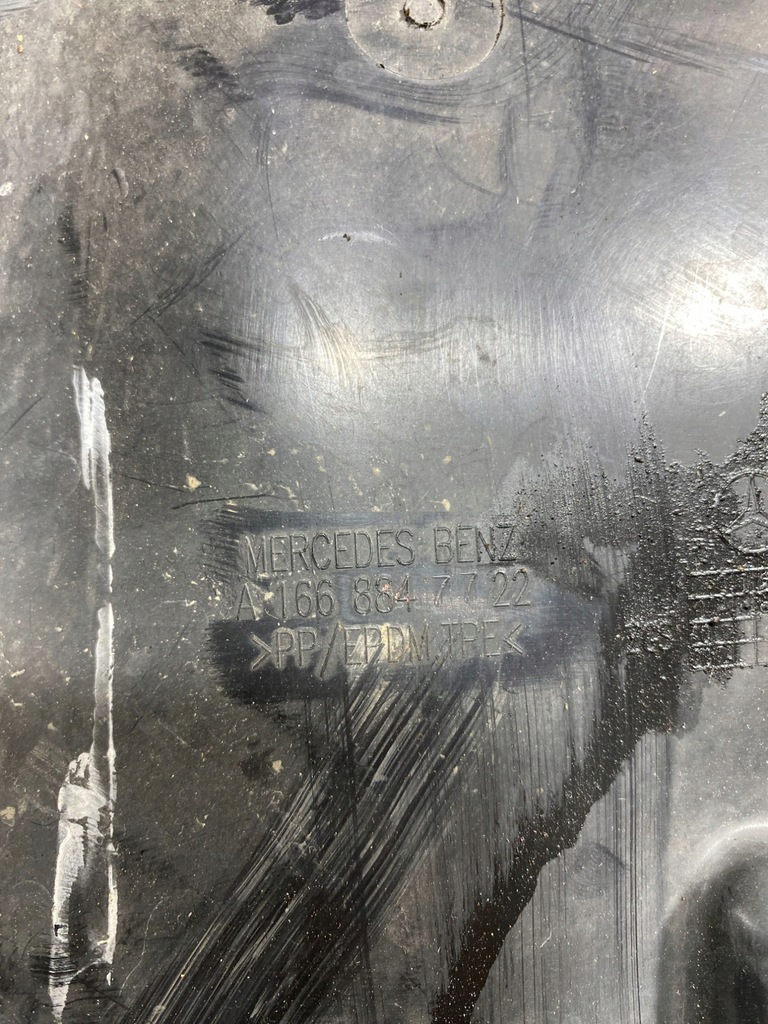 MERCEDES BENZ
A 166 884 77 22
>PP/EPDM.TPE<